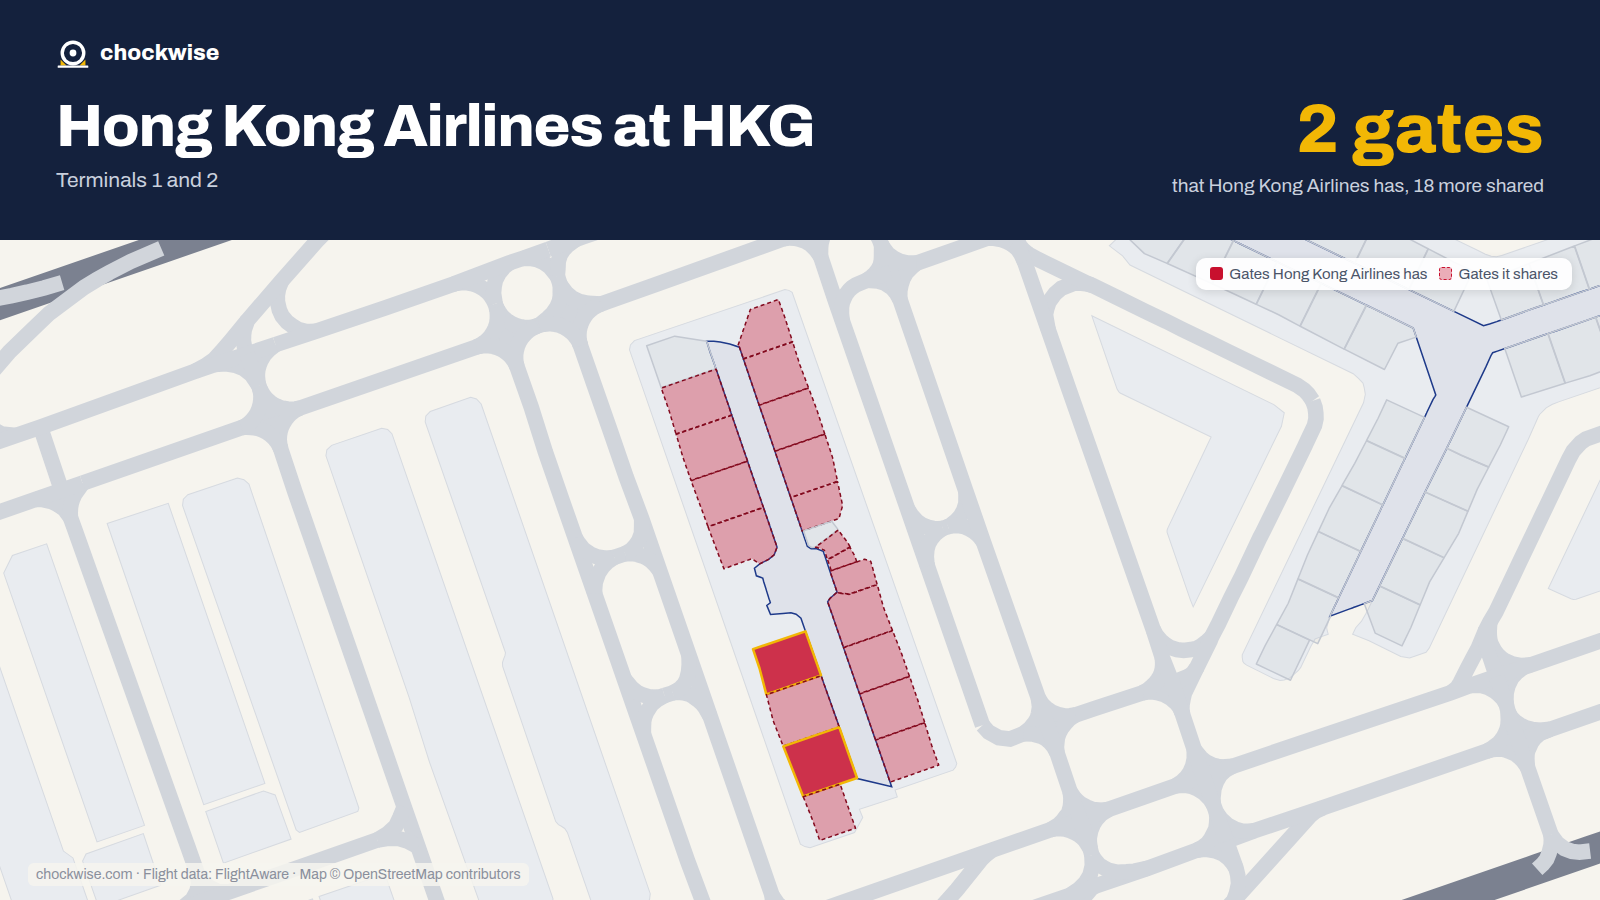 chockwise
Hong Kong Airlines at HKG
Terminals 1 and 2
2 gates
that Hong Kong Airlines has, 18 more shared
Gates Hong Kong Airlines has
Gates it shares
chockwise.com · Flight data: FlightAware · Map © OpenStreetMap contributors